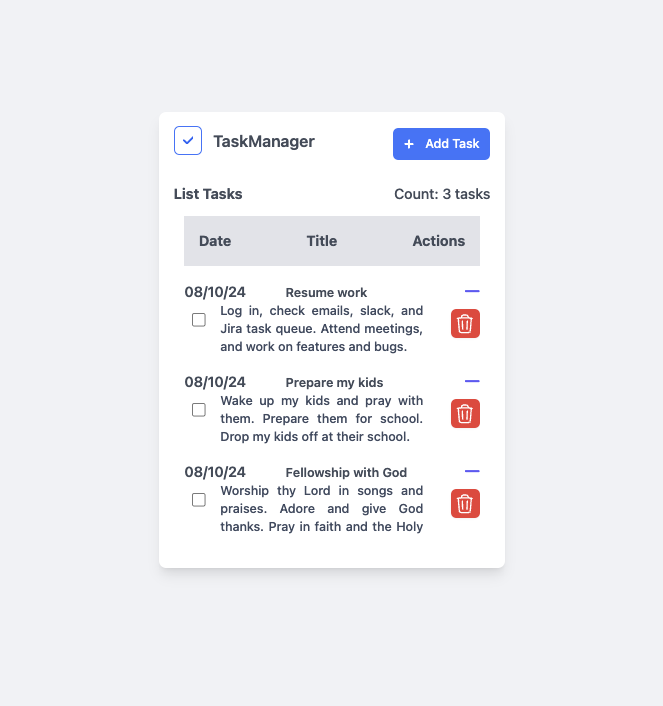 TaskManager
+ Add Task
List Tasks
Count: 3 tasks
Date Title Actions
08/10/24 Resume work
Log in, check emails, slack, and
Jira task queue. Attend meetings,
and work on features and bugs.
08/10/24 Prepare my kids
Wake up my kids and pray with
them. Prepare them for school.
Drop my kids off at their school.
08/10/24 Fellowship with God
Worship thy Lord in songs and
praises. Adore and give God
thanks. Pray in faith and the Holy